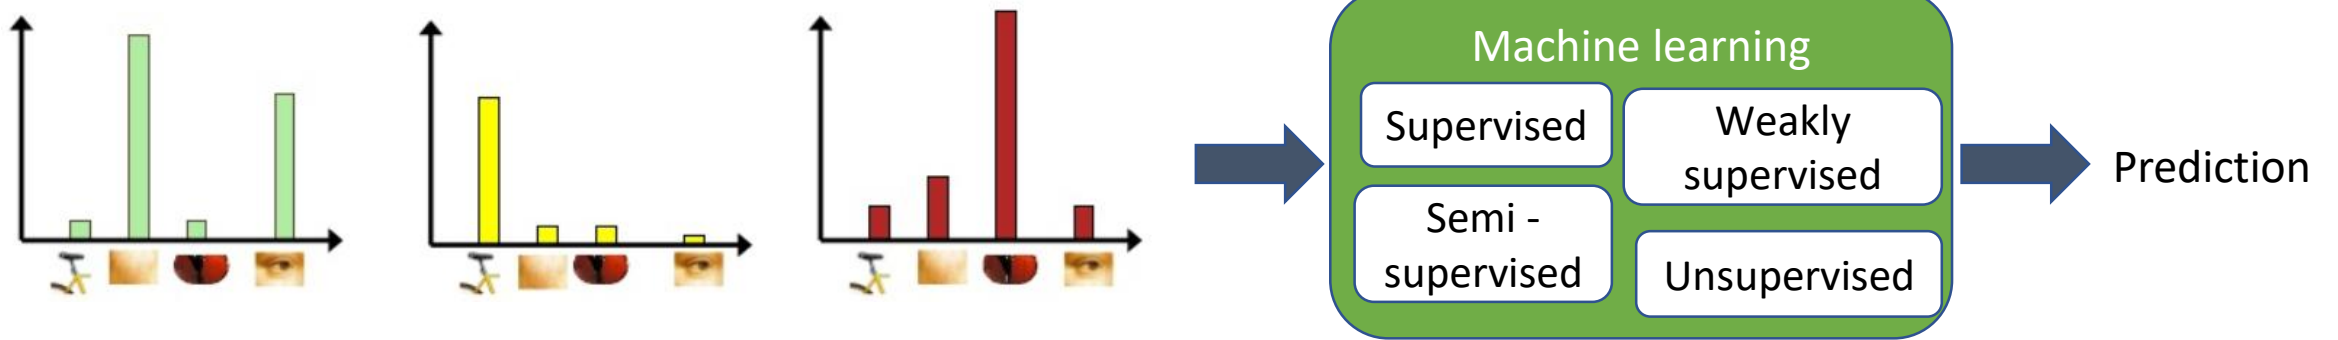 Machine learning
Supervised
Weakly
supervised
Semi -
supervised
Unsupervised
Prediction